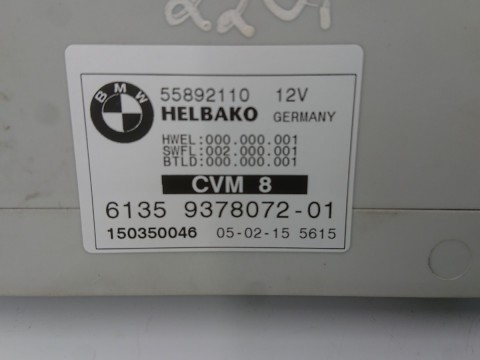 2201
BMW
55892110 12V
HELBAKO GERMANY
HWEL:000.000.001
SWFL:002.000.001
BTLD:000.000.001
CVM 8
6135 9378072-01
150350046 05-02-15 5615